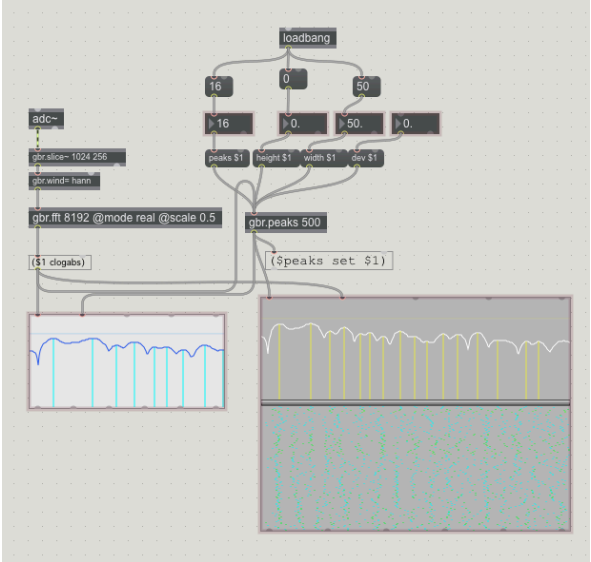 loadbang
16
0
50
16
0.
50.
0.
adc~
peaks $1
height $1
width $1
dev $1
gbr.slice~ 1024 256
gbr.wind= hann
gbr.fft 8192 @mode real @scale 0.5
gbr.peaks 500
($1 clogabs)
($peaks set $1)